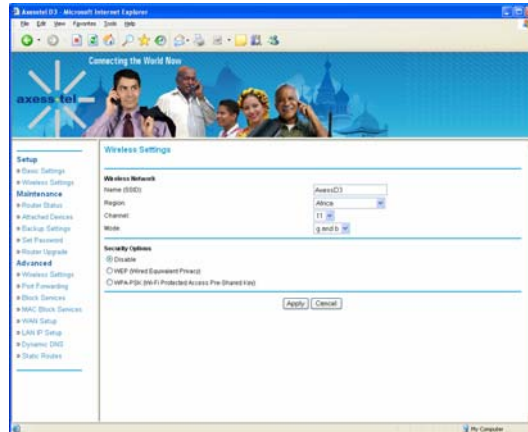 Axesstel D3 - Microsoft Internet Explorer
File Edit View Favorites Tools Help
Connecting the World Now
axesstel
Setup
Basic Settings
Wireless Settings
Maintenance
Router Status
Attached Devices
Backup Settings
Set Password
Router Upgrade
Advanced
Wireless Settings
Port Forwarding
Block Services
MAC Block Services
WAN Setup
LAN IP Setup
Dynamic DNS
Static Routes
Wireless Settings
Wireless Network
Name (SSID):
AxessD3
Region:
Africa
Channel:
11
Mode:
g and b
Security Options
Disable
WEP (Wired Equivalent Privacy)
WPA-PSK (Wi-Fi Protected Access Pre-Shared Key)
Apply Cancel
My Computer